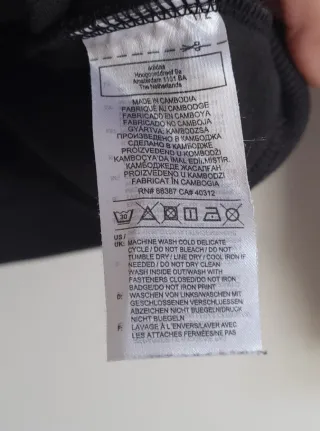 adidas
Hoogoorddreef 9a
Amsterdam 1101 BA
The Netherlands
MADE IN CAMBODIA
FABRIQUÉ AU CAMBODGE
FABRICADO EN CAMBOYA
FABRICADO NO CAMBOJA
GYÁRTVA: KAMBODZSA
ПРОИЗВЕДЕНО В КАМБОДЖА
СДЕЛАНО В КАМБОДЖЕ
PROIZVEDENO U KOMBODŽI
KAMBOÇYA'DA İMAL EDİLMİŞTİR.
КАМБОДЖЕДЕ ЖАСАЛҒАН
PROIZVEDENO U KAMBODŽI
FABRICAT ÎN CAMBOGIA
RN# 88387 CA# 40312
30
US /
UK: MACHINE WASH COLD DELICATE
CYCLE / DO NOT BLEACH / DO NOT
TUMBLE DRY / LINE DRY / COOL IRON IF
NEEDED / DO NOT DRY CLEAN
WASH INSIDE OUT/WASH WITH
FASTENERS CLOSED/DO NOT IRON
BADGE/DO NOT IRON PRINT
WASCHEN VON LINKS/WASCHEN MIT
GESCHLOSSENEN VERSCHLÜSSEN/
ABZEICHEN NICHT BÜGELN/DRUCK
NICHT BUEGELN
F: LAVAGE À L'ENVERS/LAVER AVEC
LES ATTACHES FERMÉES/NE PAS